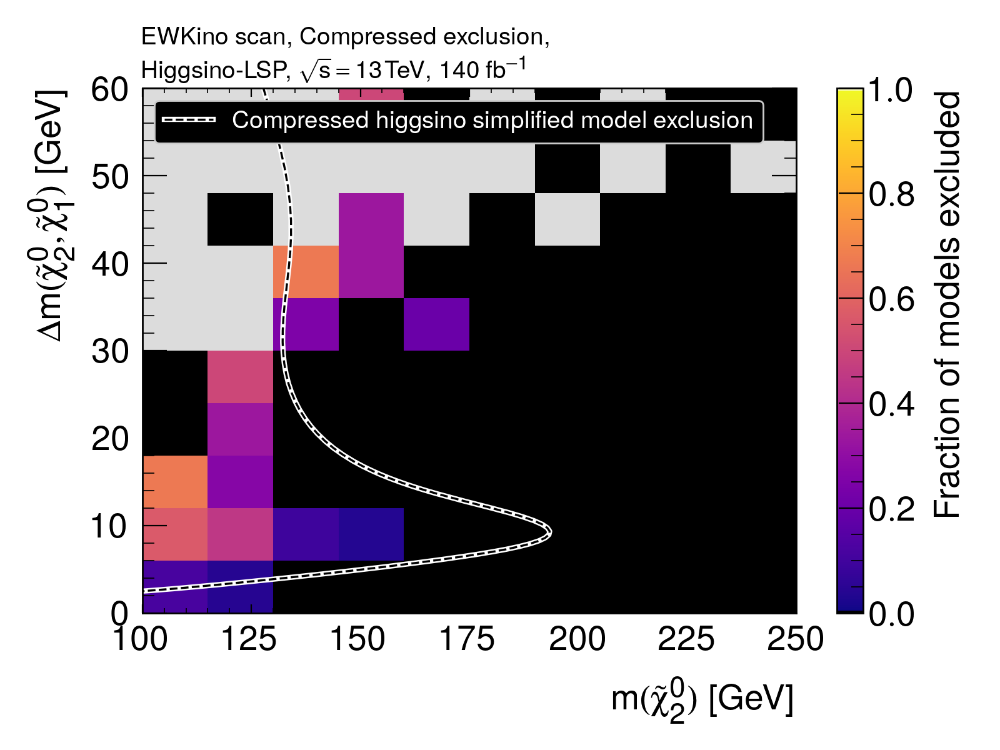 EWKino scan, Compressed exclusion,
Higgsino-LSP, √s = 13 TeV, 140 fb⁻¹
Compressed higgsino simplified model exclusion
Δm(χ̃⁰₂, χ̃⁰₁) [GeV]
60
50
40
30
20
10
0
100 125 150 175 200 225 250
m(χ̃⁰₂) [GeV]
1.0
0.8
0.6
0.4
0.2
0.0
Fraction of models excluded